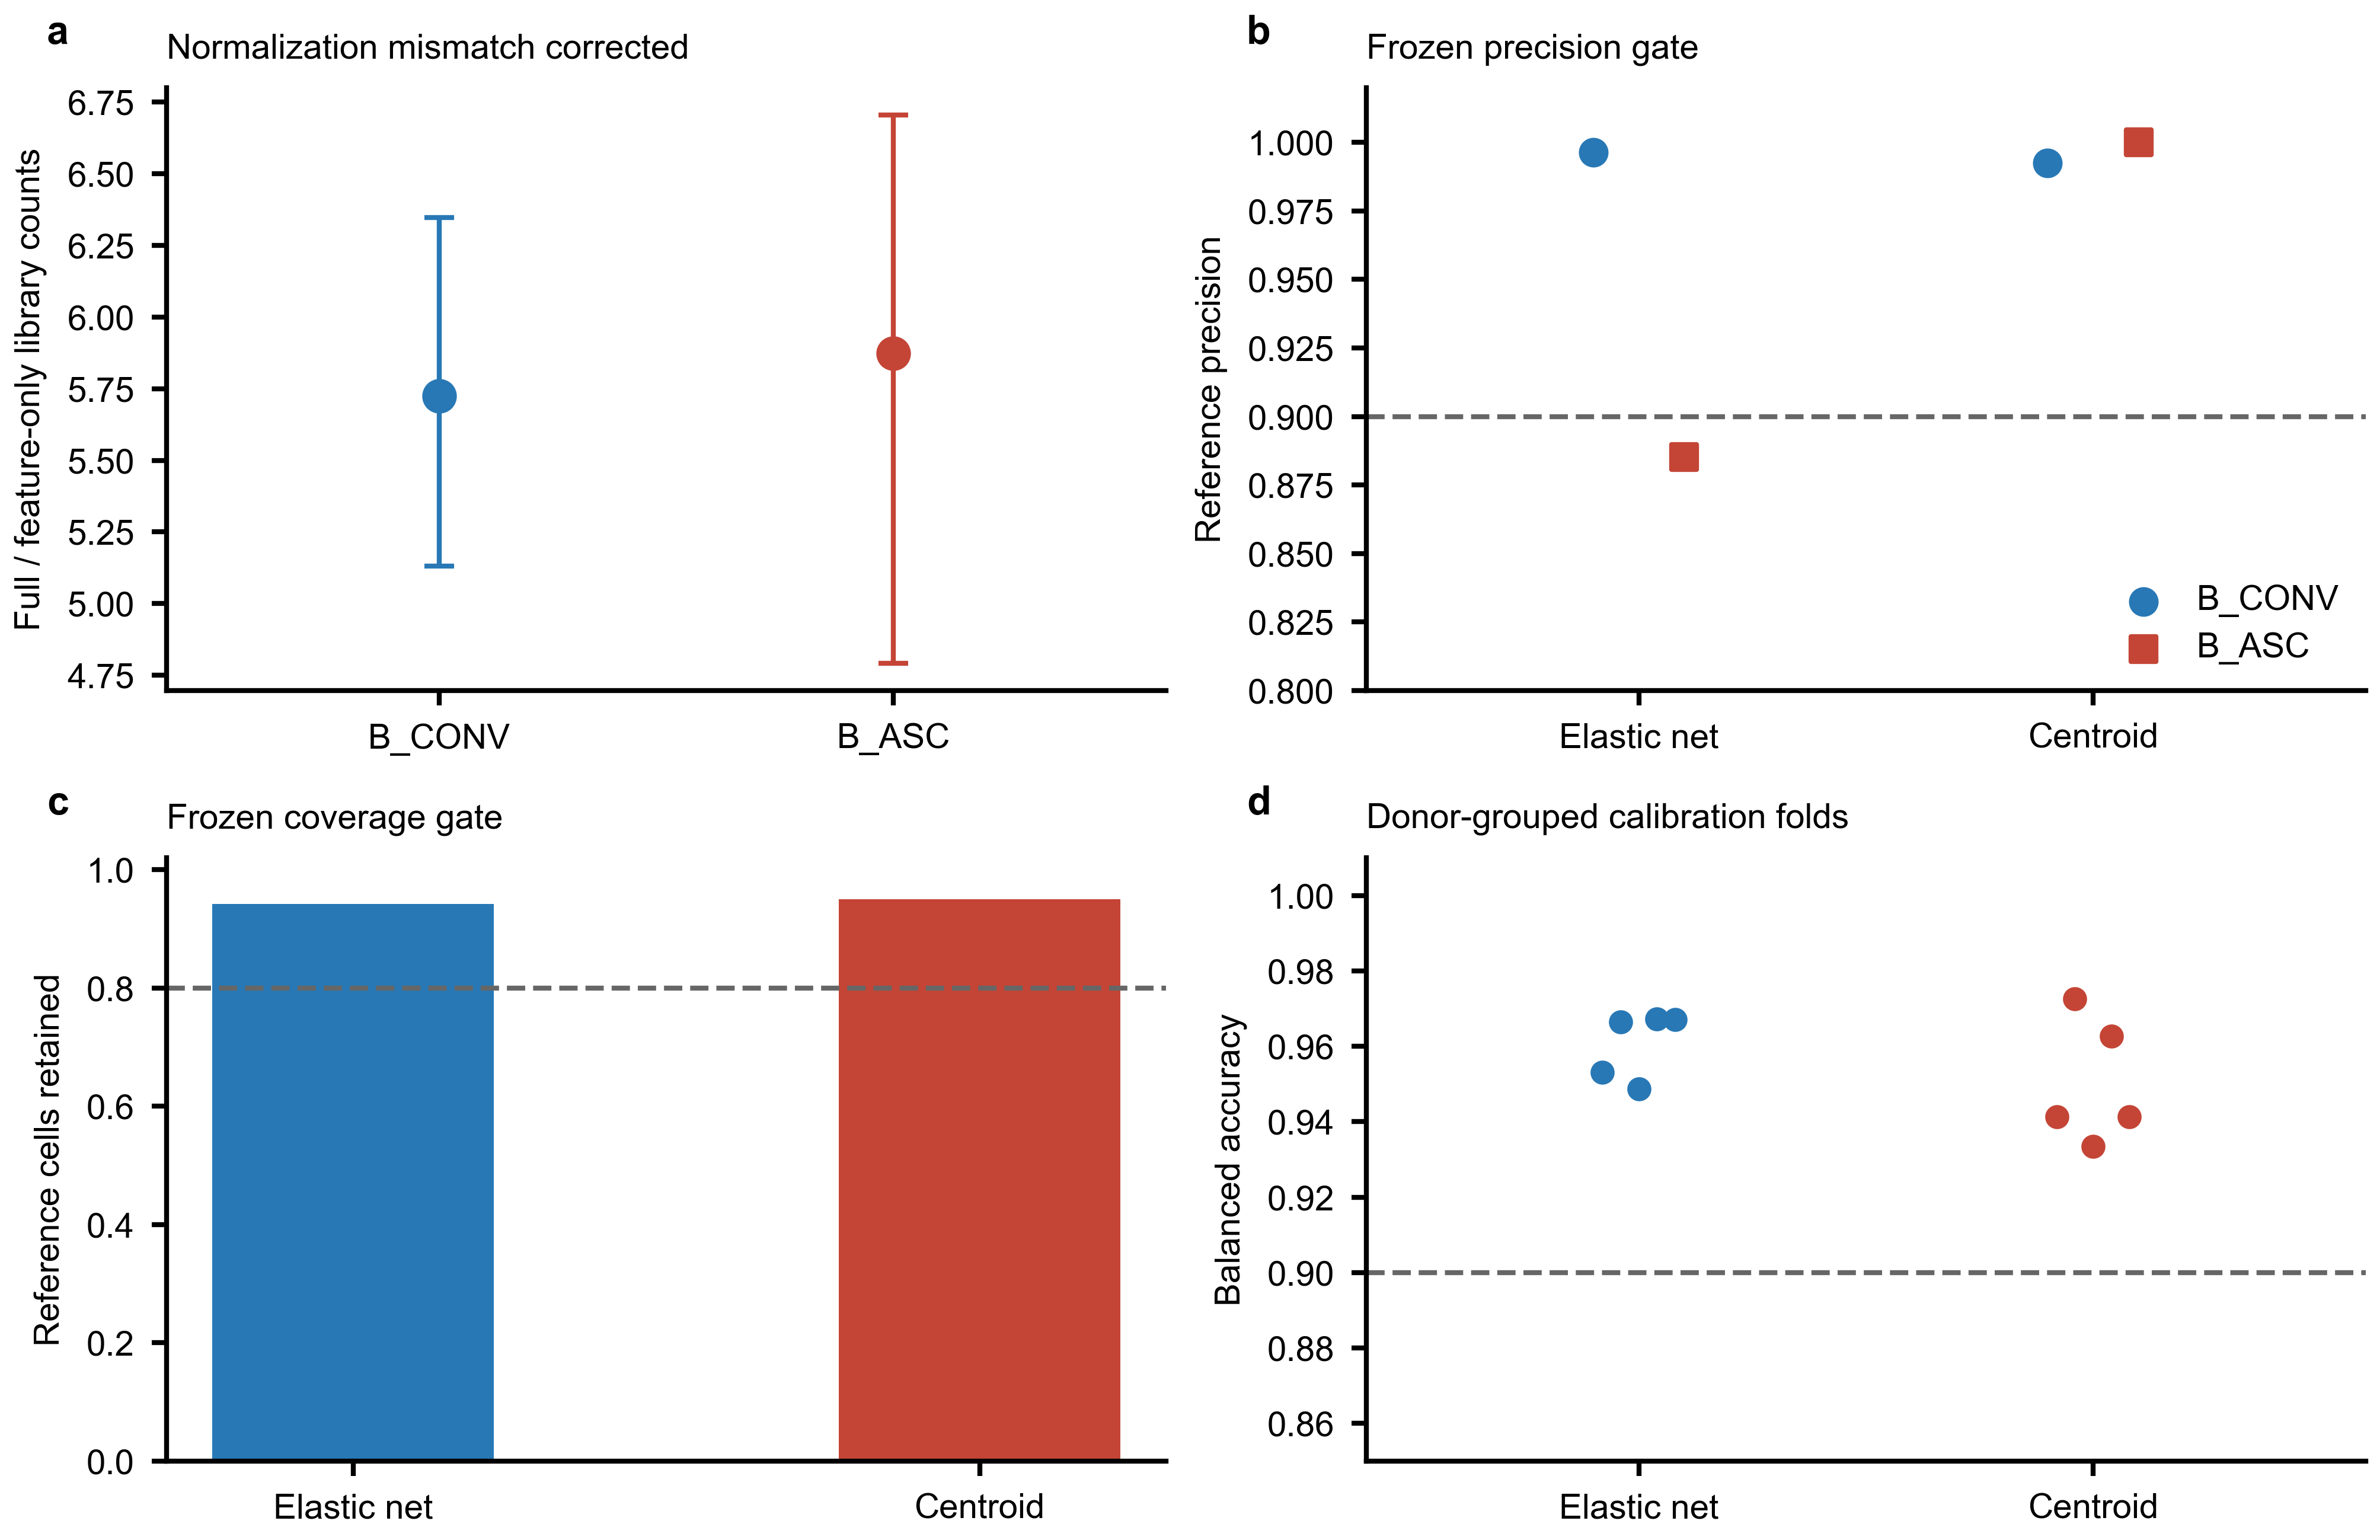 a
Normalization mismatch corrected
Full / feature-only library counts
6.75
6.50
6.25
6.00
5.75
5.50
5.25
5.00
4.75
B_CONV
B_ASC
b
Frozen precision gate
Reference precision
1.000
0.975
0.950
0.925
0.900
0.875
0.850
0.825
0.800
B_CONV
B_ASC
Elastic net
Centroid
c
Frozen coverage gate
Reference cells retained
1.0
0.8
0.6
0.4
0.2
0.0
Elastic net
Centroid
d
Donor-grouped calibration folds
Balanced accuracy
1.00
0.98
0.96
0.94
0.92
0.90
0.88
0.86
Elastic net
Centroid